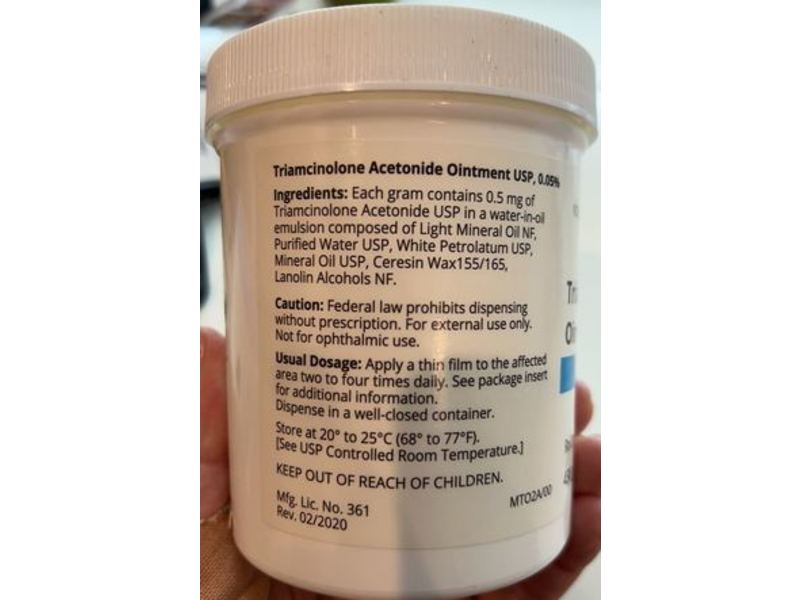 Triamcinolone Acetonide Ointment USP, 0.05%
Ingredients: Each gram contains 0.5 mg of
Triamcinolone Acetonide USP in a water-in-oil
emulsion composed of Light Mineral Oil NF,
Purified Water USP, White Petrolatum USP,
Mineral Oil USP, Ceresin Wax155/165,
Lanolin Alcohols NF.
Caution: Federal law prohibits dispensing
without prescription. For external use only.
Not for ophthalmic use.
Usual Dosage: Apply a thin film to the affected
area two to four times daily. See package insert
for additional information.
Dispense in a well-closed container.
Store at 20° to 25°C (68° to 77°F).
[See USP Controlled Room Temperature.]
KEEP OUT OF REACH OF CHILDREN.
Mfg. Lic. No. 361
Rev. 02/2020
MT02A/00